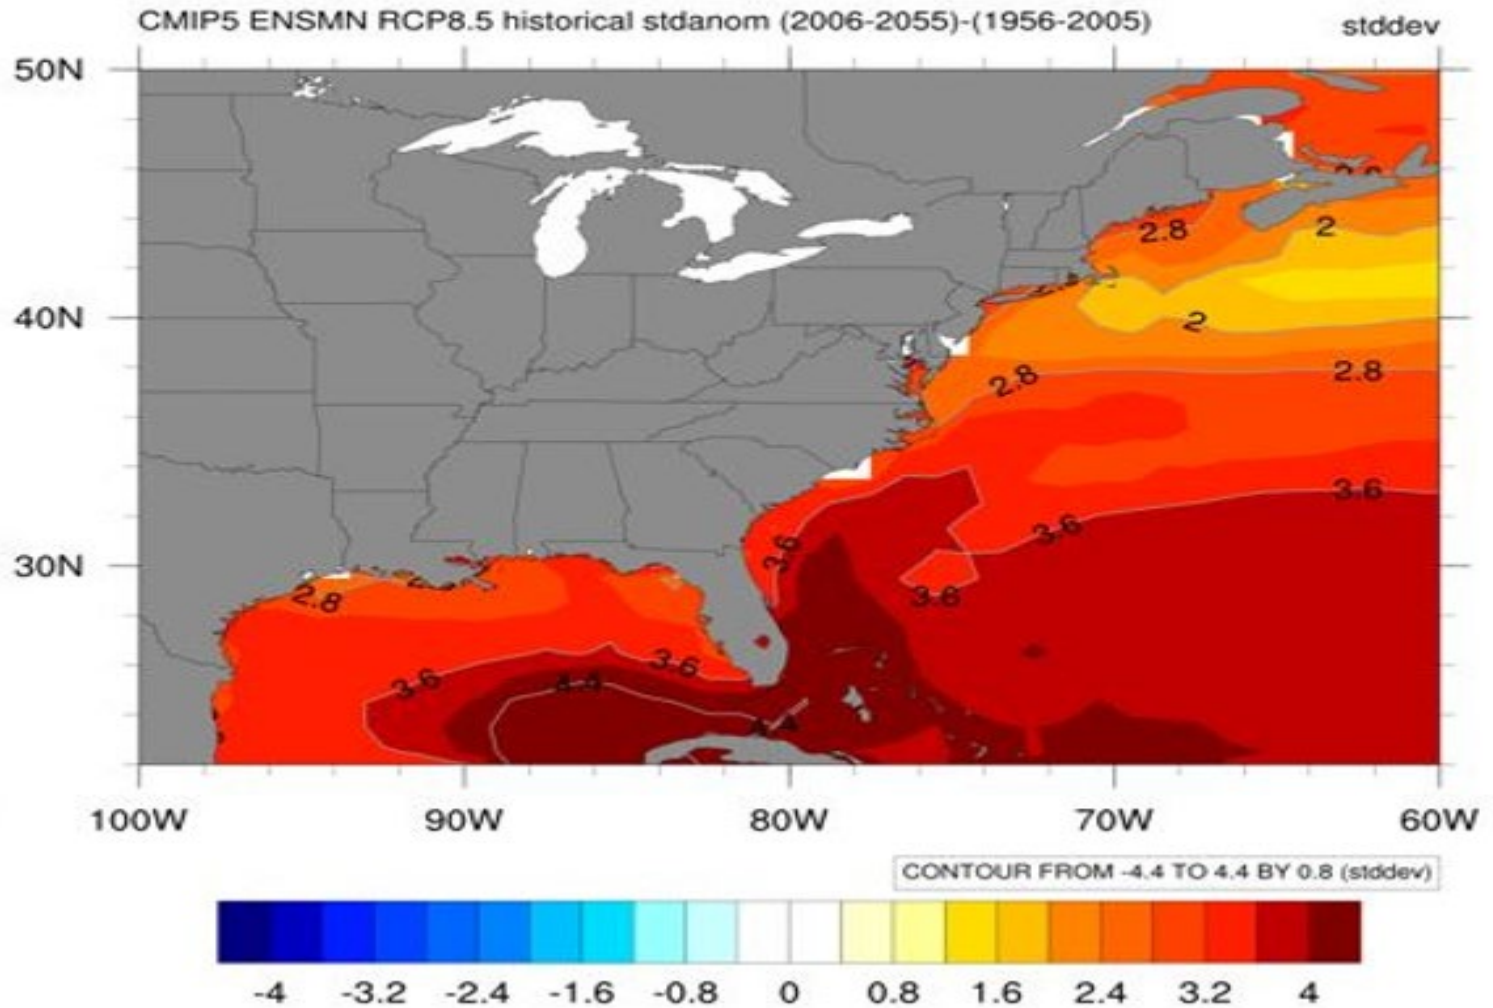 CMIP5 ENSMN RCP8.5 historical stdanom (2006-2055)-(1956-2005) stddev
50N
2.8
2
40N
2
2.8
2.8
3.6
3.6
3.6
30N
2.8
3.6
3.6
3.6
4.4
100W 90W 80W 70W 60W
CONTOUR FROM -4.4 TO 4.4 BY 0.8 (stddev)
-4 -3.2 -2.4 -1.6 -0.8 0 0.8 1.6 2.4 3.2 4